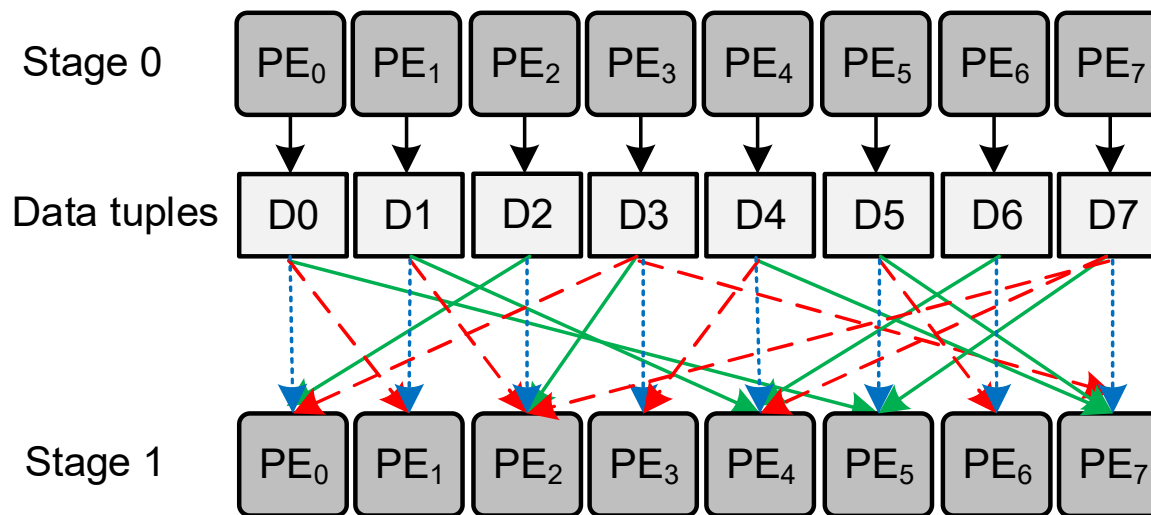 Stage 0 PE₀ PE₁ PE₂ PE₃ PE₄ PE₅ PE₆ PE₇
Data tuples D0 D1 D2 D3 D4 D5 D6 D7
Stage 1 PE₀ PE₁ PE₂ PE₃ PE₄ PE₅ PE₆ PE₇